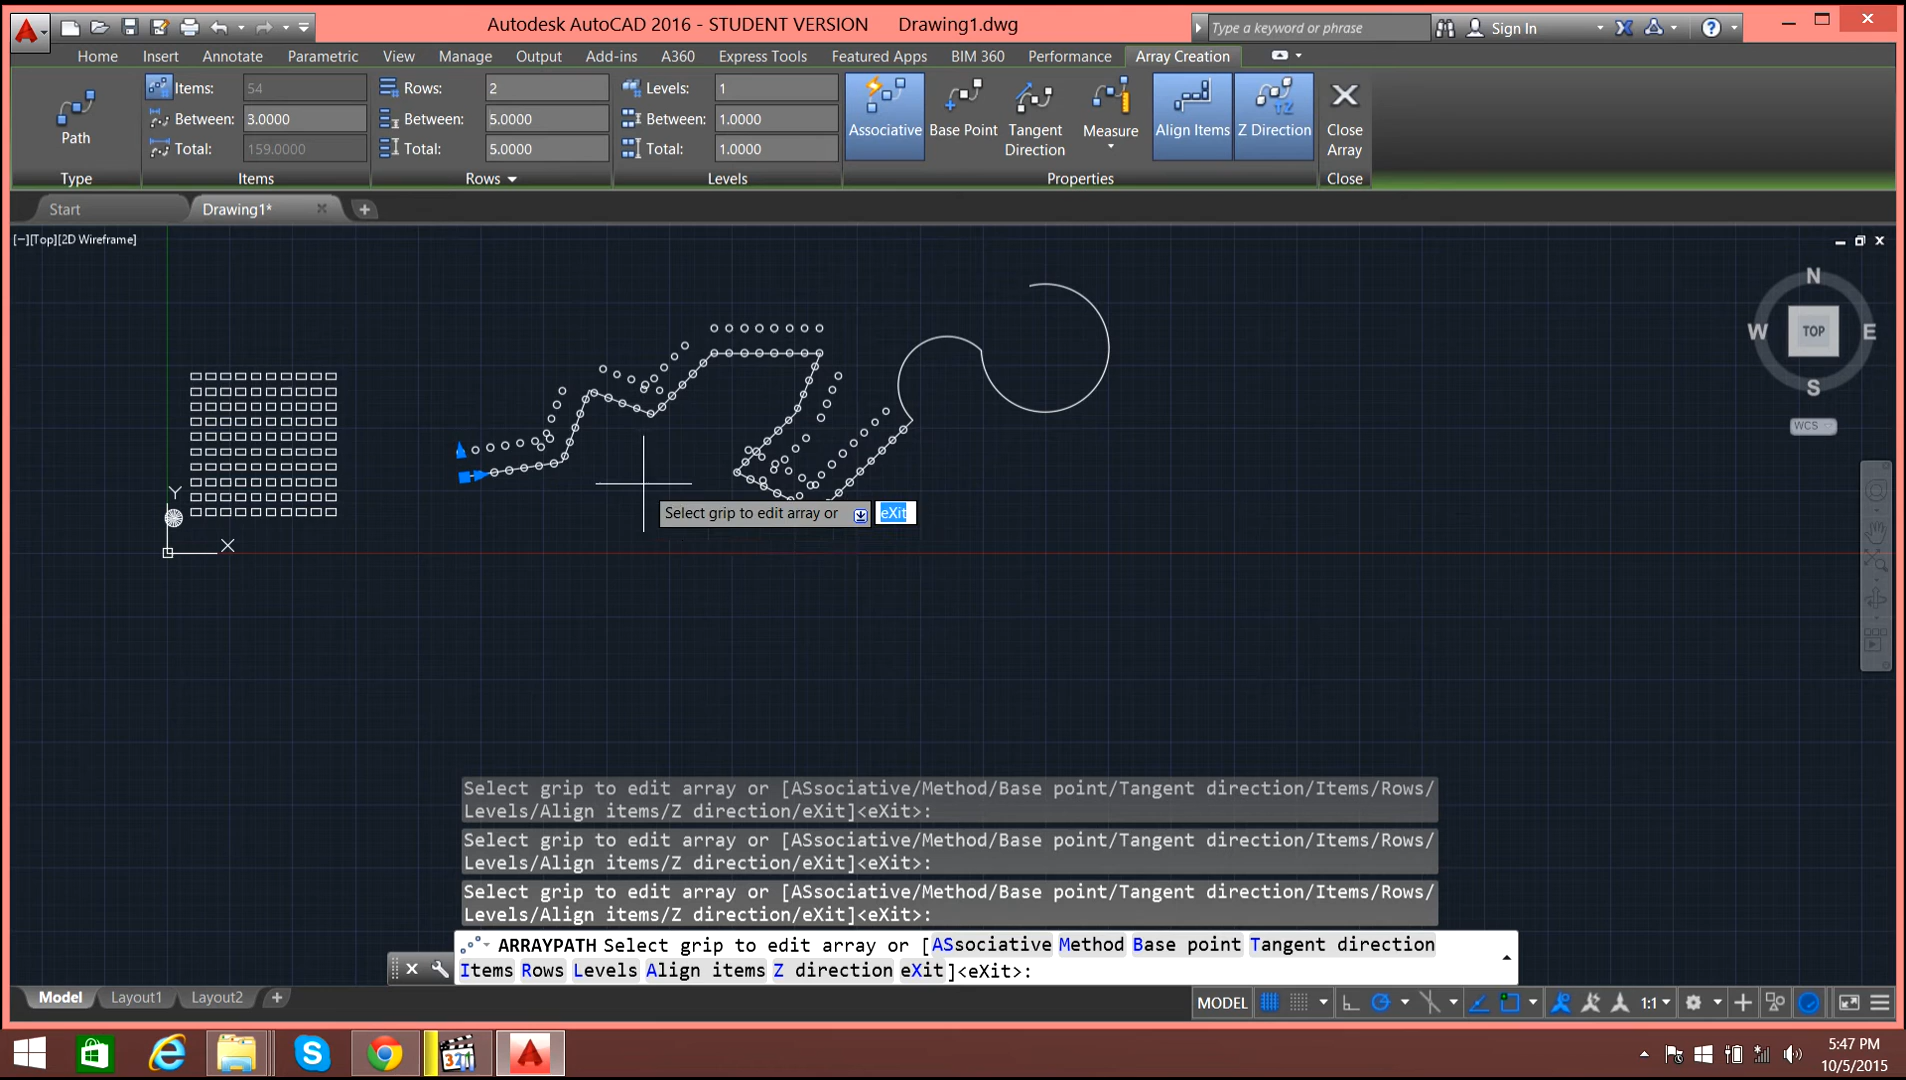 Autodesk AutoCAD 2016 - STUDENT VERSION Drawing1.dwg
Type a keyword or phrase
Sign In
Home Insert Annotate Parametric View Manage Output Add-ins A360 Express Tools Featured Apps BIM 360 Performance Array Creation
Path
Type
Items: 54
Between: 3.0000
Total: 159.0000
Items
Rows: 2
Between: 5.0000
Total: 5.0000
Rows
Levels: 1
Between: 1.0000
Total: 1.0000
Levels
Associative
Base Point
Tangent
Direction
Measure
Align Items
Z Direction
Properties
Close
Array
Close
Start
Drawing1*
[−][Top][2D Wireframe]
N
W TOP E
S
WCS
Y
X
Select grip to edit array or eXit
Select grip to edit array or [ASsociative/Method/Base point/Tangent direction/Items/Rows/
Levels/Align items/Z direction/eXit]<eXit>:
Select grip to edit array or [ASsociative/Method/Base point/Tangent direction/Items/Rows/
Levels/Align items/Z direction/eXit]<eXit>:
Select grip to edit array or [ASsociative/Method/Base point/Tangent direction/Items/Rows/
Levels/Align items/Z direction/eXit]<eXit>:
ARRAYPATH Select grip to edit array or [ASsociative Method Base point Tangent direction
Items Rows Levels Align items Z direction eXit]<eXit>:
Model Layout1 Layout2
MODEL
1:1
321
5:47 PM
10/5/2015